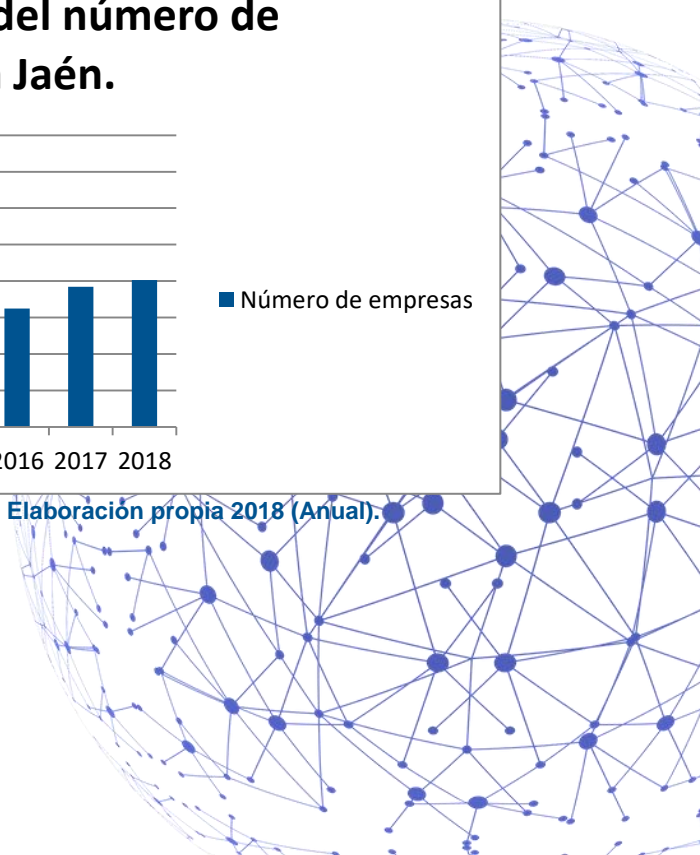 del número de
Jaén.
Número de empresas
2016 2017 2018
Elaboración propia 2018 (Anual).